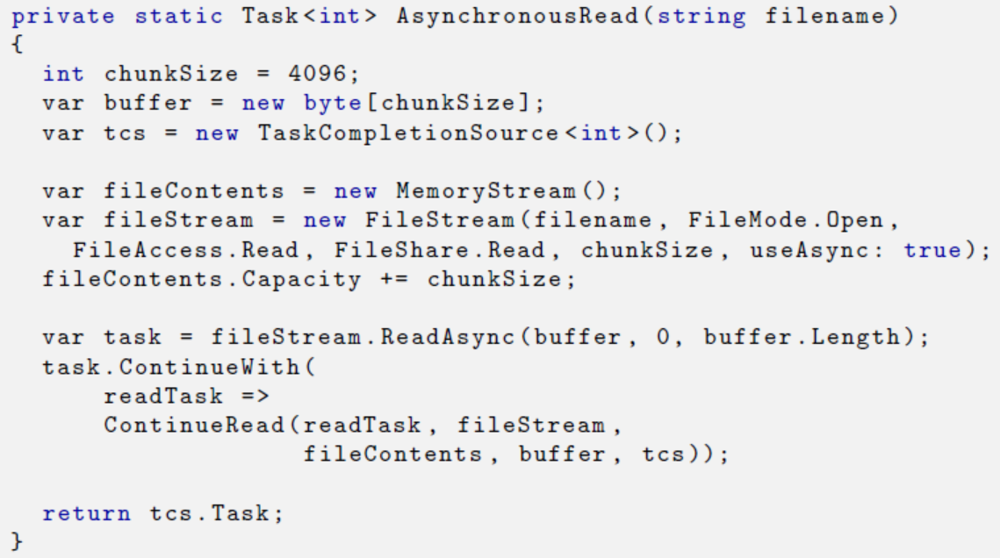 private static Task<int> AsynchronousRead(string filename)
{
  int chunkSize = 4096;
  var buffer = new byte[chunkSize];
  var tcs = new TaskCompletionSource<int>();

  var fileContents = new MemoryStream();
  var fileStream = new FileStream(filename, FileMode.Open,
    FileAccess.Read, FileShare.Read, chunkSize, useAsync: true);
  fileContents.Capacity += chunkSize;

  var task = fileStream.ReadAsync(buffer, 0, buffer.Length);
  task.ContinueWith(
      readTask =>
      ContinueRead(readTask, fileStream,
                   fileContents, buffer, tcs));

  return tcs.Task;
}